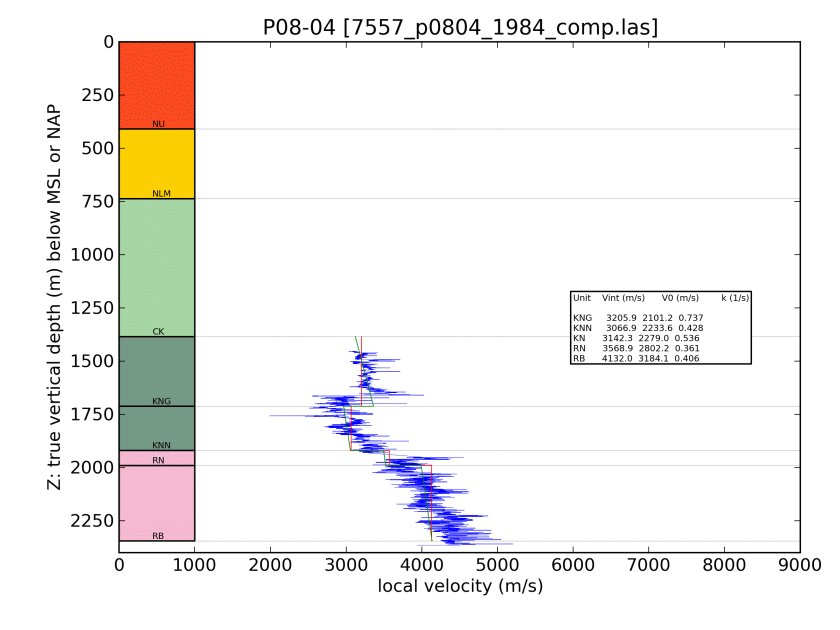 P08-04 [7557_p0804_1984_comp.las]
Z: true vertical depth (m) below MSL or NAP
0
250
500
750
1000
1250
1500
1750
2000
2250
NU
NLM
CK
KNG
KNN
RN
RB
Unit Vint (m/s) V0 (m/s) k (1/s)
KNG 3205.9 2101.2 0.737
KNN 3066.9 2233.6 0.428
KN 3142.3 2279.0 0.536
RN 3568.9 2802.2 0.361
RB 4132.0 3184.1 0.406
0 1000 2000 3000 4000 5000 6000 7000 8000 9000
local velocity (m/s)